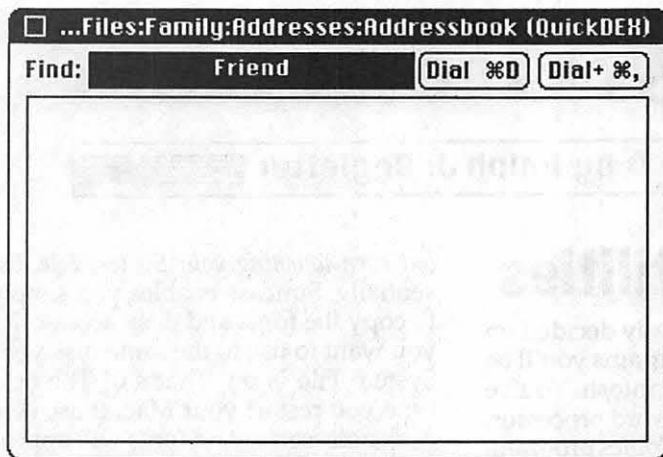 ...Files:Family:Addresses:Addressbook (QuickDEX)
Find: Friend Dial ⌘D Dial+ ⌘,